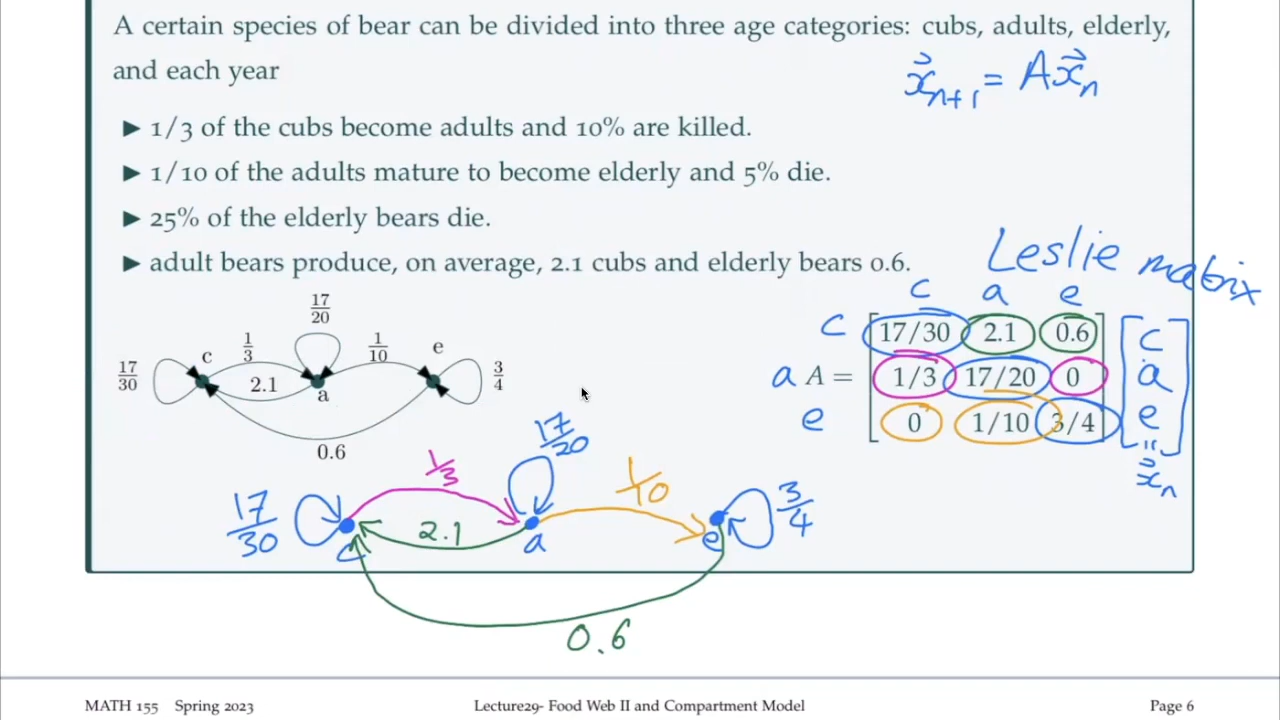 A certain species of bear can be divided into three age categories: cubs, adults, elderly,
and each year
x⃗ₙ₊₁ = Ax⃗ₙ
▶ 1/3 of the cubs become adults and 10% are killed.
▶ 1/10 of the adults mature to become elderly and 5% die.
▶ 25% of the elderly bears die.
▶ adult bears produce, on average, 2.1 cubs and elderly bears 0.6.
Leslie matrix
17/20
17/30 c 1/3 2.1 a 1/10 e 3/4
0.6
c a e
c 17/30 2.1 0.6 c
a A = 1/3 17/20 0 a
e 0 1/10 3/4 e
=
x⃗ₙ
17/20
1/3 1/10
17/30 c 2.1 a e 3/4
0.6
MATH 155 Spring 2023 Lecture29- Food Web II and Compartment Model Page 6